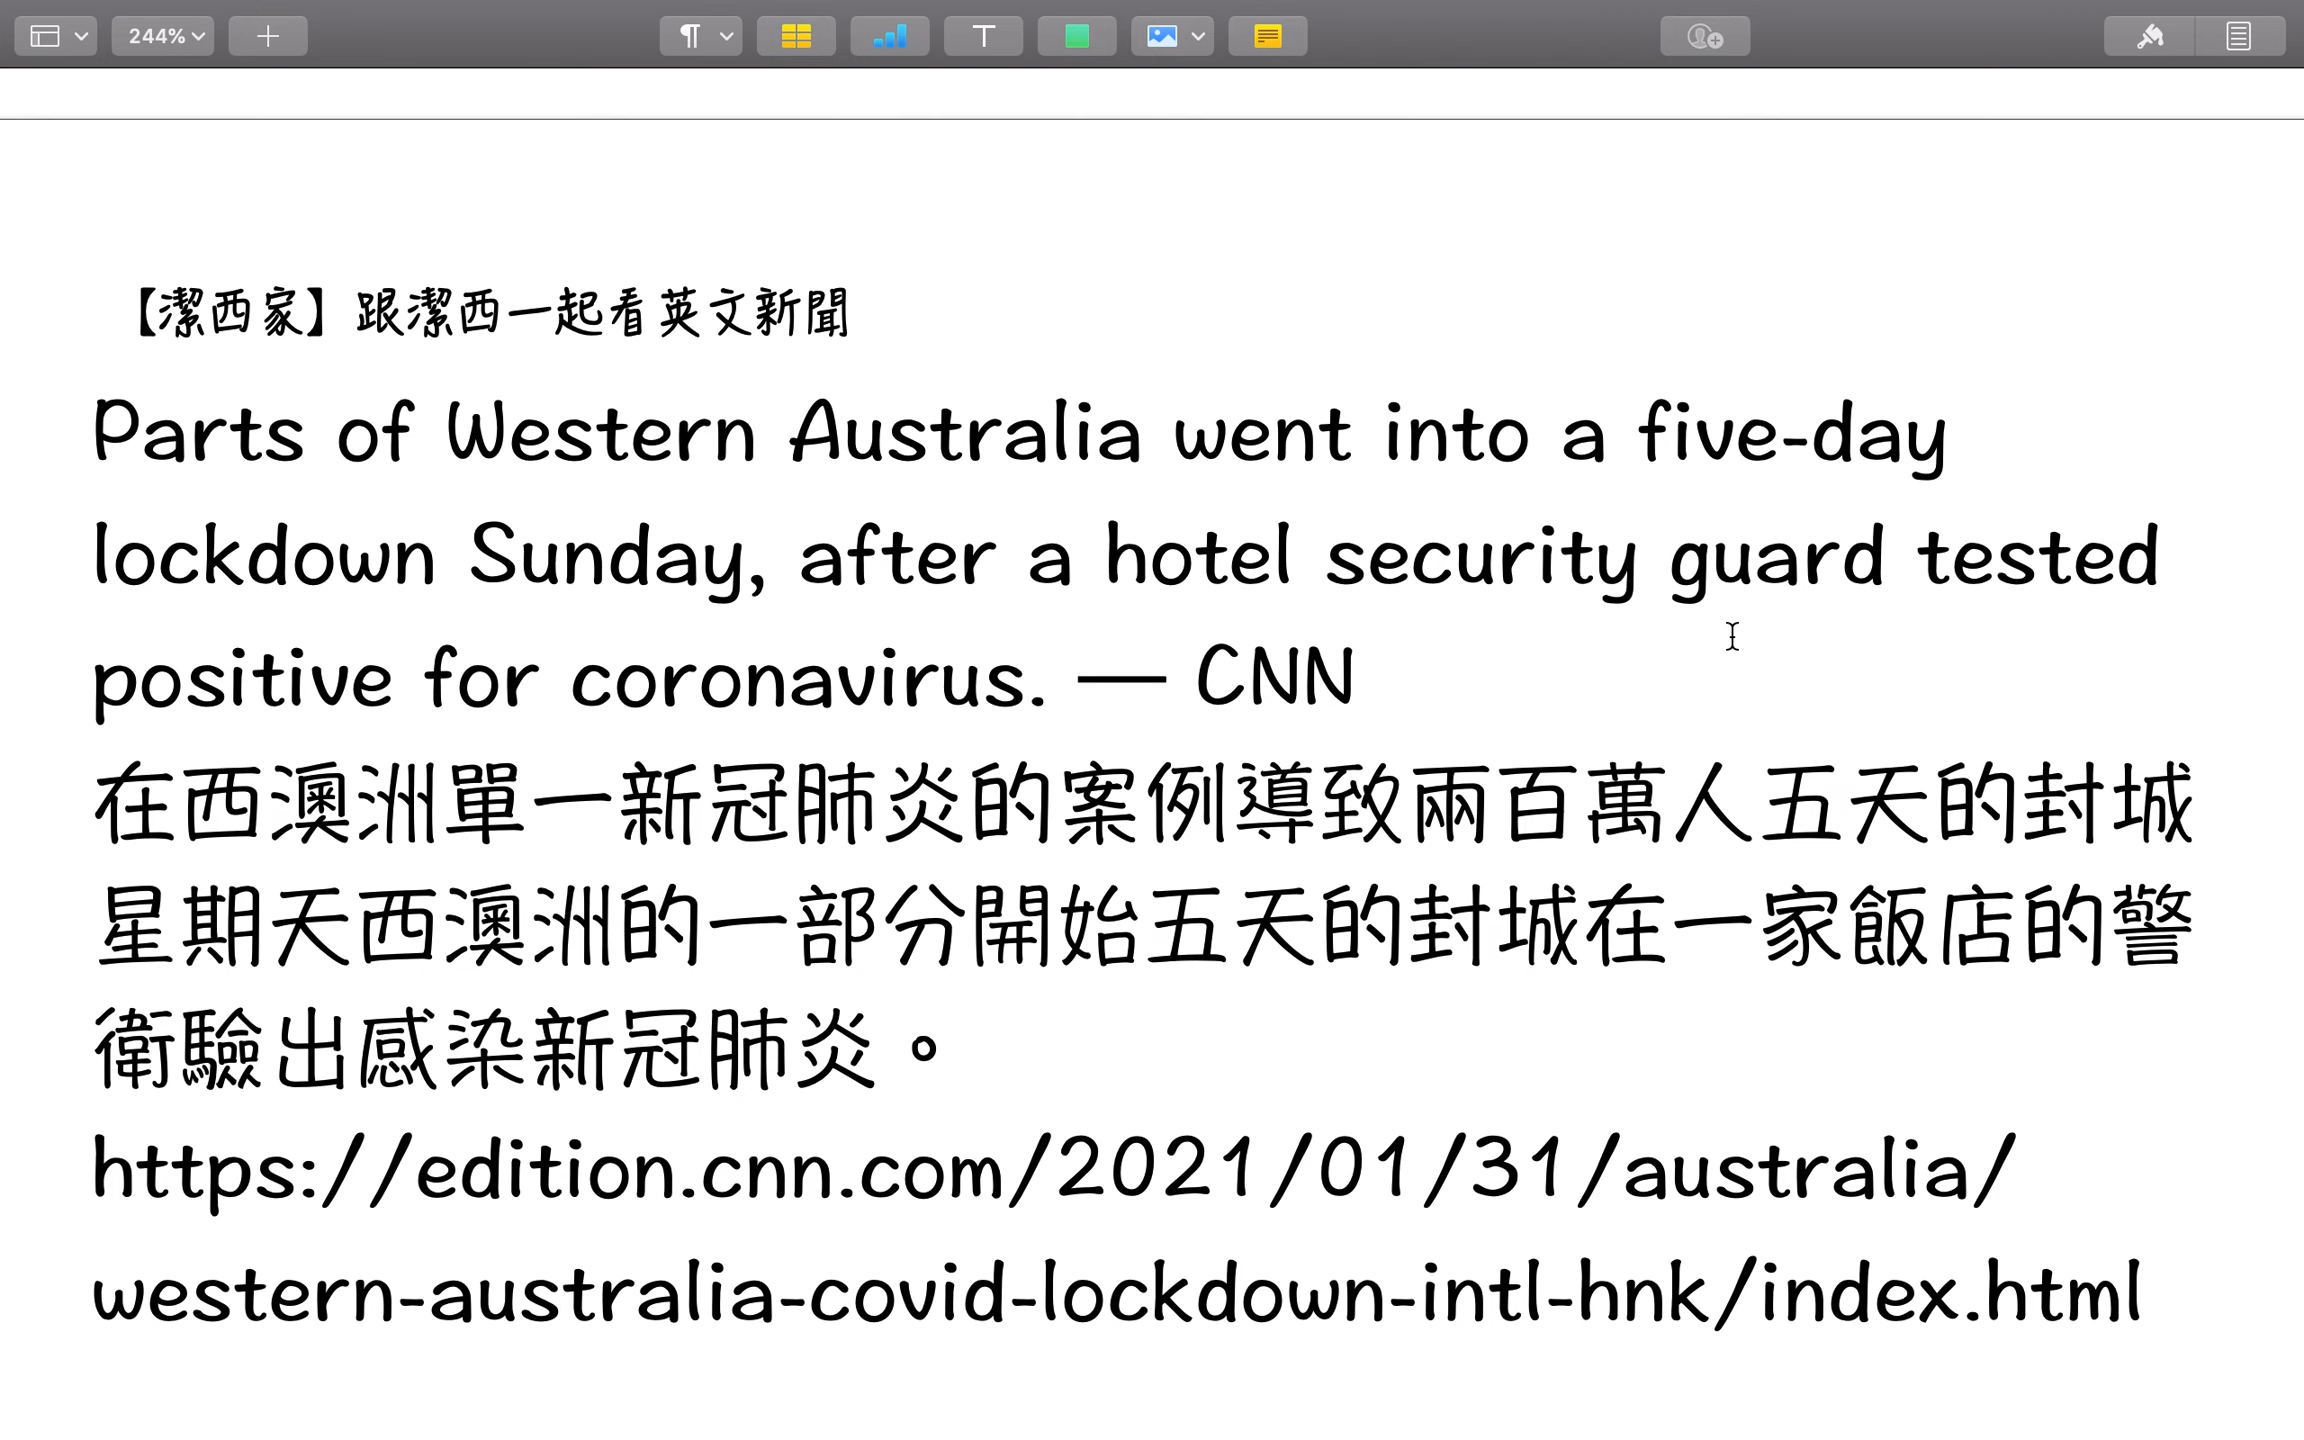 244%
【潔西家】跟潔西一起看英文新聞
Parts of Western Australia went into a five-day
lockdown Sunday, after a hotel security guard tested
positive for coronavirus. — CNN
在西澳洲單一新冠肺炎的案例導致兩百萬人五天的封城
星期天西澳洲的一部分開始五天的封城在一家飯店的警
衛驗出感染新冠肺炎。
https://edition.cnn.com/2021/01/31/australia/
western-australia-covid-lockdown-intl-hnk/index.html